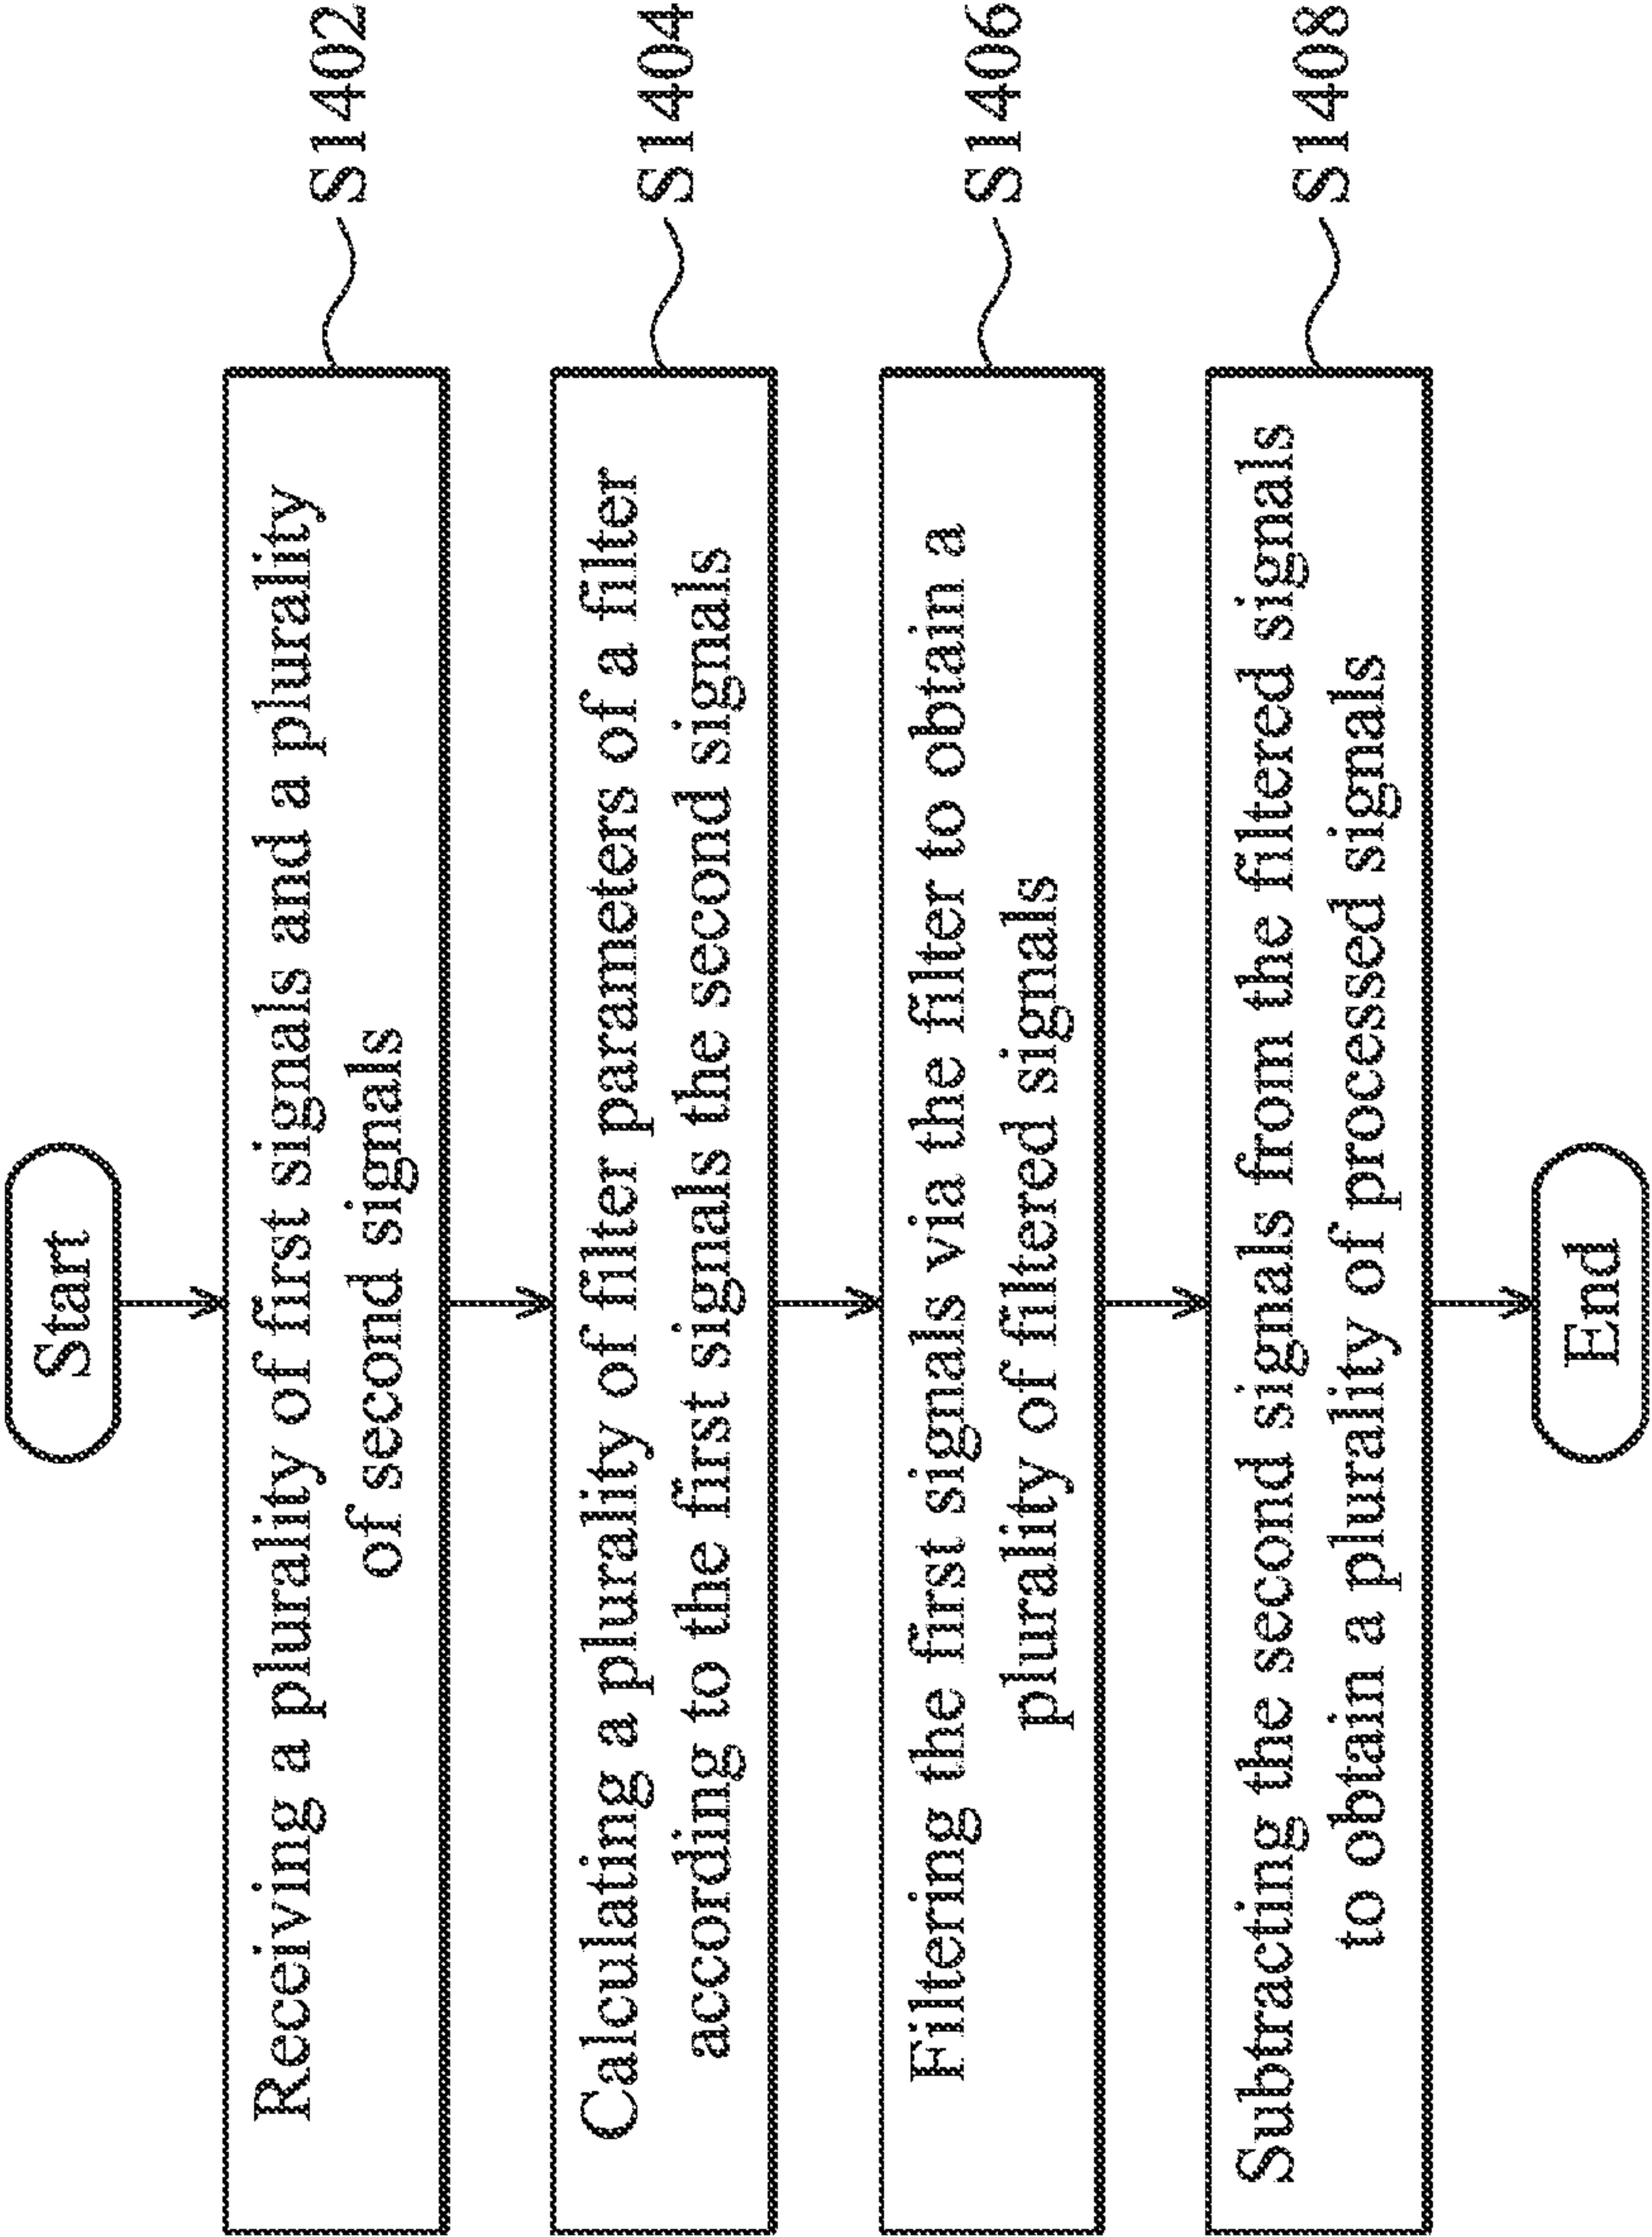 Start
Receiving a plurality of first signals and a plurality
of second signals
S1402
Calculating a plurality of filter parameters of a filter
according to the first signals the second signals
S1404
Filtering the first signals via the filter to obtain a
plurality of filtered signals
S1406
Subtracting the second signals from the filtered signals
to obtain a plurality of processed signals
S1408
End